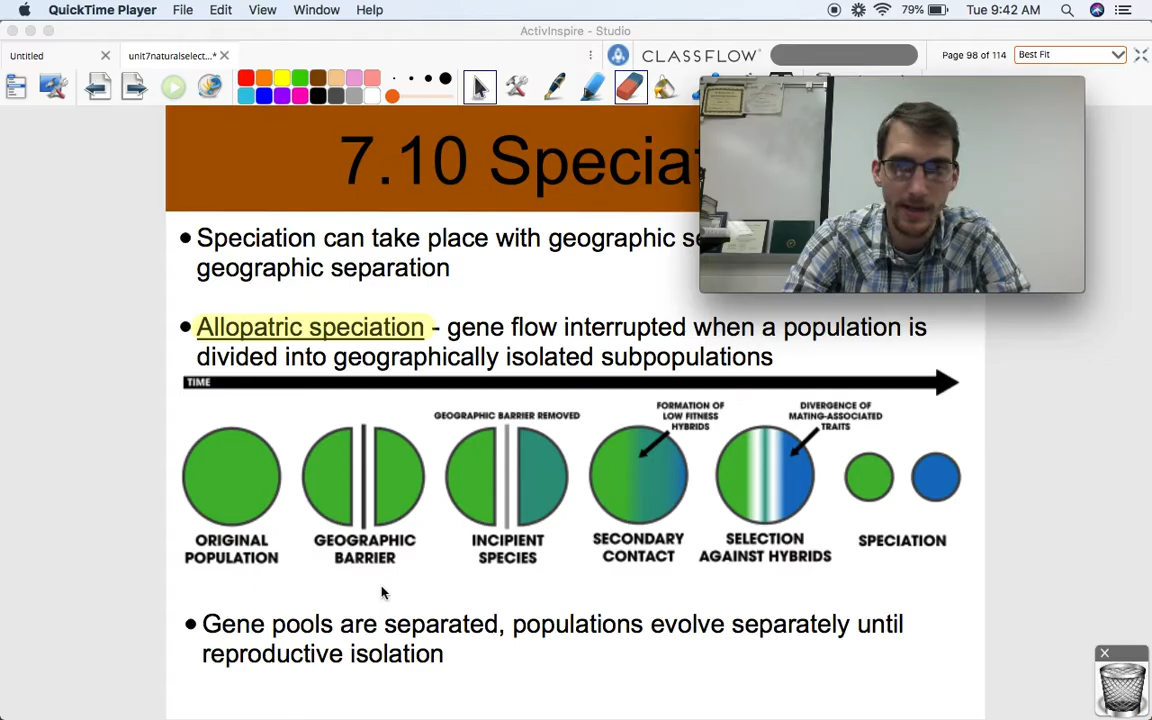 QuickTime Player File Edit View Window Help 79% Tue 9:42 AM
ActivInspire - Studio
Untitled unit7naturalselect...* CLASSFLOW Page 98 of 114 Best Fit
7.10 Speciat
Speciation can take place with geographic se
geographic separation
Allopatric speciation - gene flow interrupted when a population is
divided into geographically isolated subpopulations
TIME
GEOGRAPHIC BARRIER REMOVED
FORMATION OF
LOW FITNESS
HYBRIDS
DIVERGENCE OF
MATING-ASSOCIATED
TRAITS
ORIGINAL
POPULATION
GEOGRAPHIC
BARRIER
INCIPIENT
SPECIES
SECONDARY
CONTACT
SELECTION
AGAINST HYBRIDS
SPECIATION
Gene pools are separated, populations evolve separately until
reproductive isolation